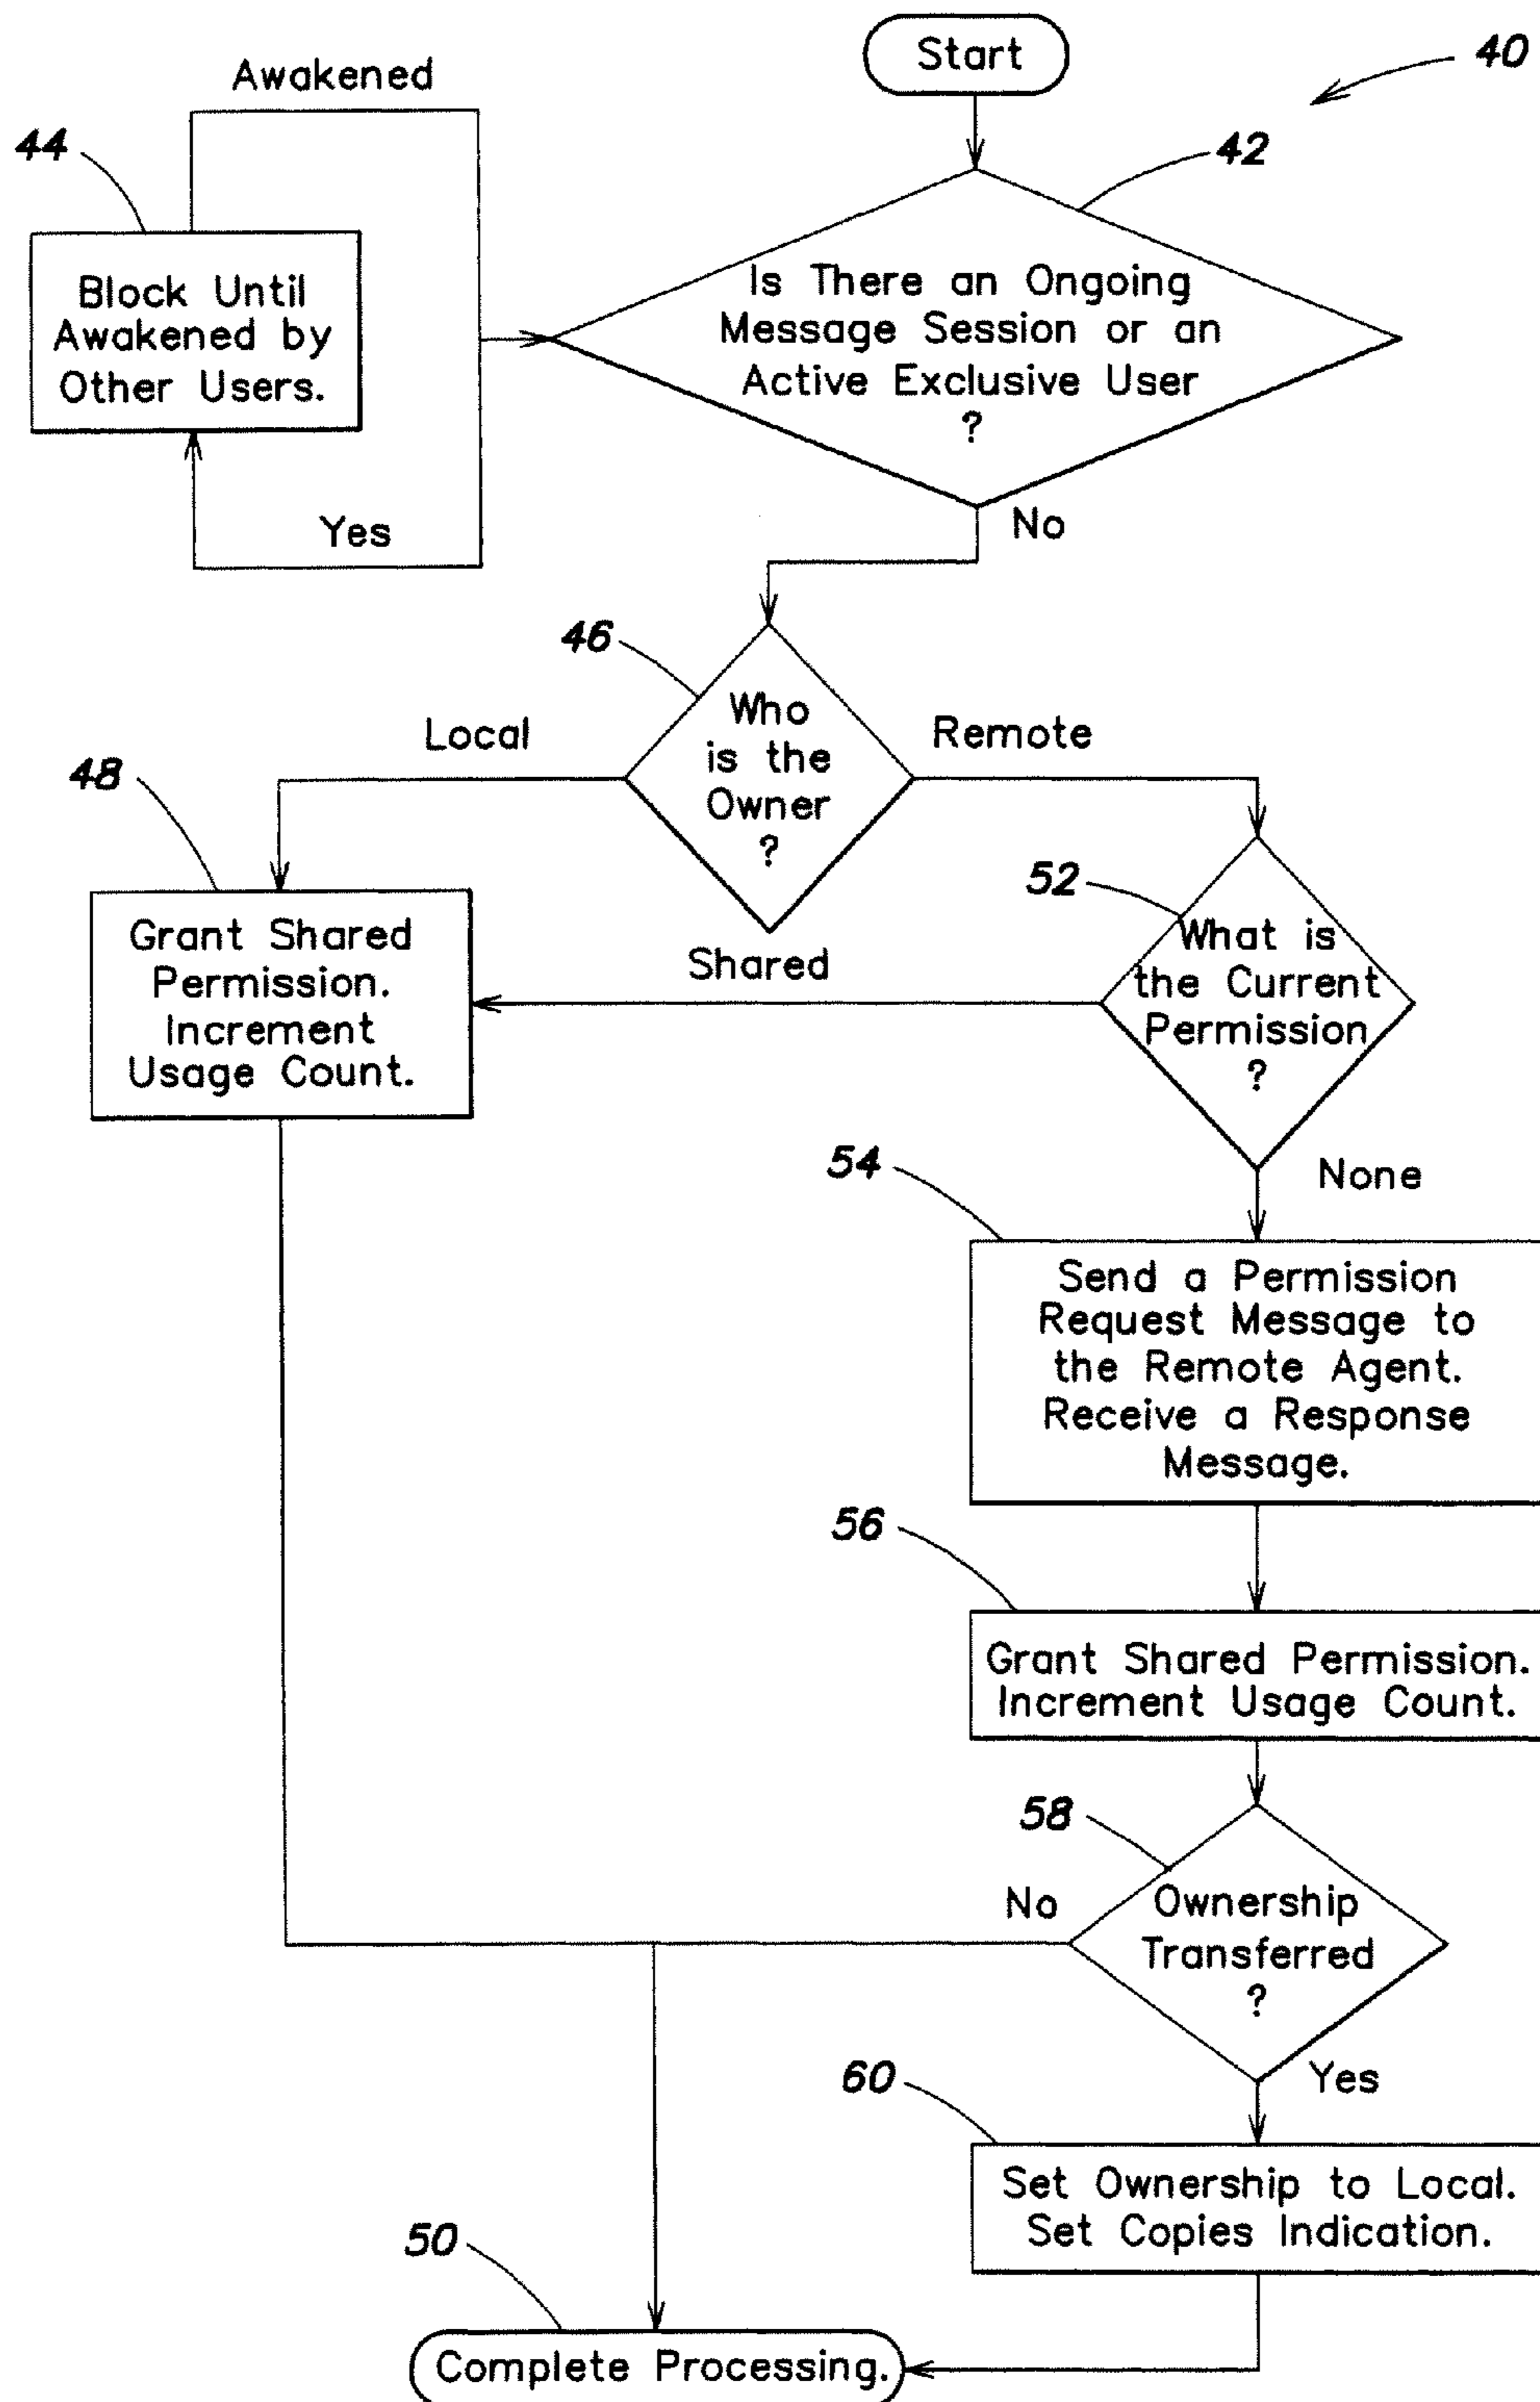 Start
40
Awakened
44
42
Block Until
Awakened by
Other Users.
Is There an Ongoing
Message Session or an
Active Exclusive User
?
Yes
No
46
Who
is the
Owner
?
Local
Remote
48
52
Grant Shared
Permission.
Increment
Usage Count.
Shared
What is
the Current
Permission
?
None
54
Send a Permission
Request Message to
the Remote Agent.
Receive a Response
Message.
56
Grant Shared Permission.
Increment Usage Count.
58
No
Ownership
Transferred
?
Yes
60
Set Ownership to Local.
Set Copies Indication.
50
Complete Processing.